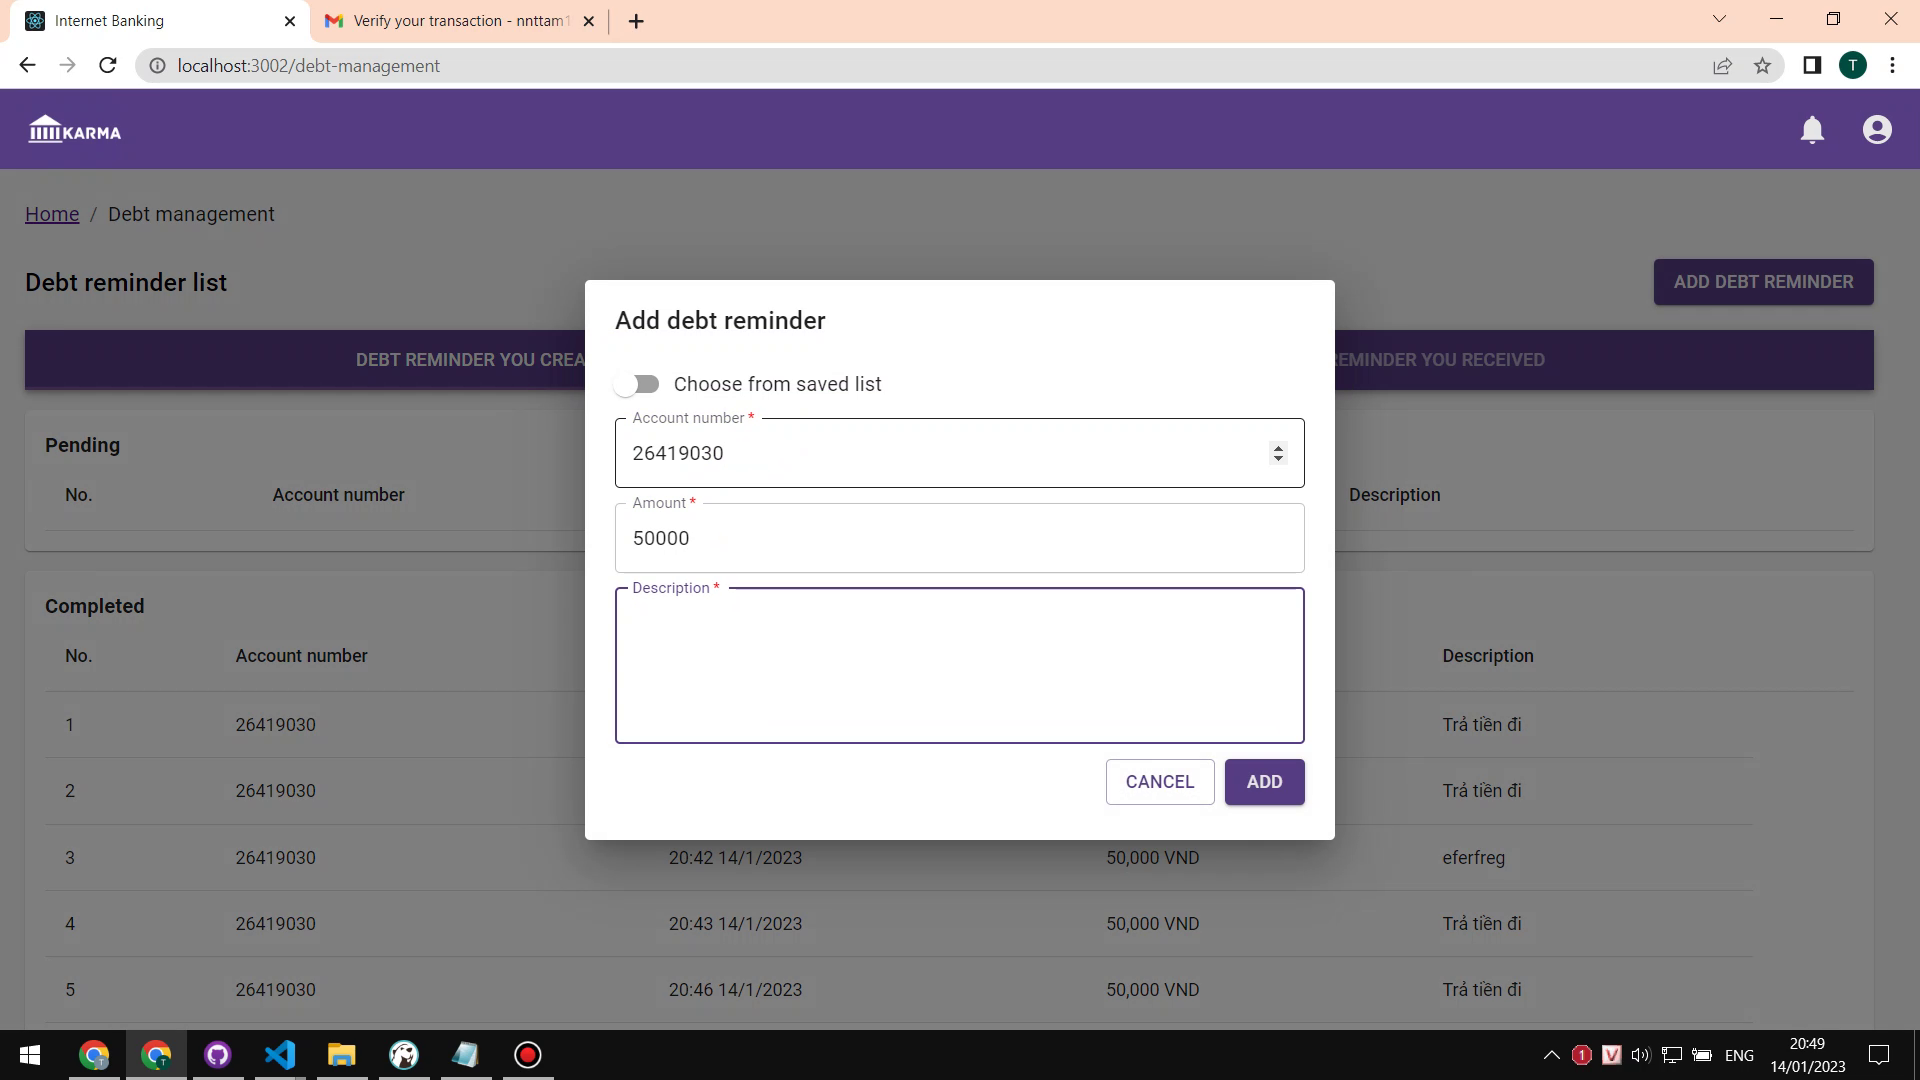 Internet Banking
Verify your transaction - nnttam1
localhost:3002/debt-management
T
KARMA
Home / Debt management
Debt reminder list
ADD DEBT REMINDER
DEBT REMINDER YOU CREA
REMINDER YOU RECEIVED
Add debt reminder
Choose from saved list
Account number *
26419030
Amount *
50000
Description *
CANCEL
ADD
Pending
No. Account number Description
Completed
No. Account number Description
1 26419030 Trả tiền đi
2 26419030 Trả tiền đi
3 26419030 20:42 14/1/2023 50,000 VND eferfreg
4 26419030 20:43 14/1/2023 50,000 VND Trả tiền đi
5 26419030 20:46 14/1/2023 50,000 VND Trả tiền đi
1 V ENG
20:49
14/01/2023